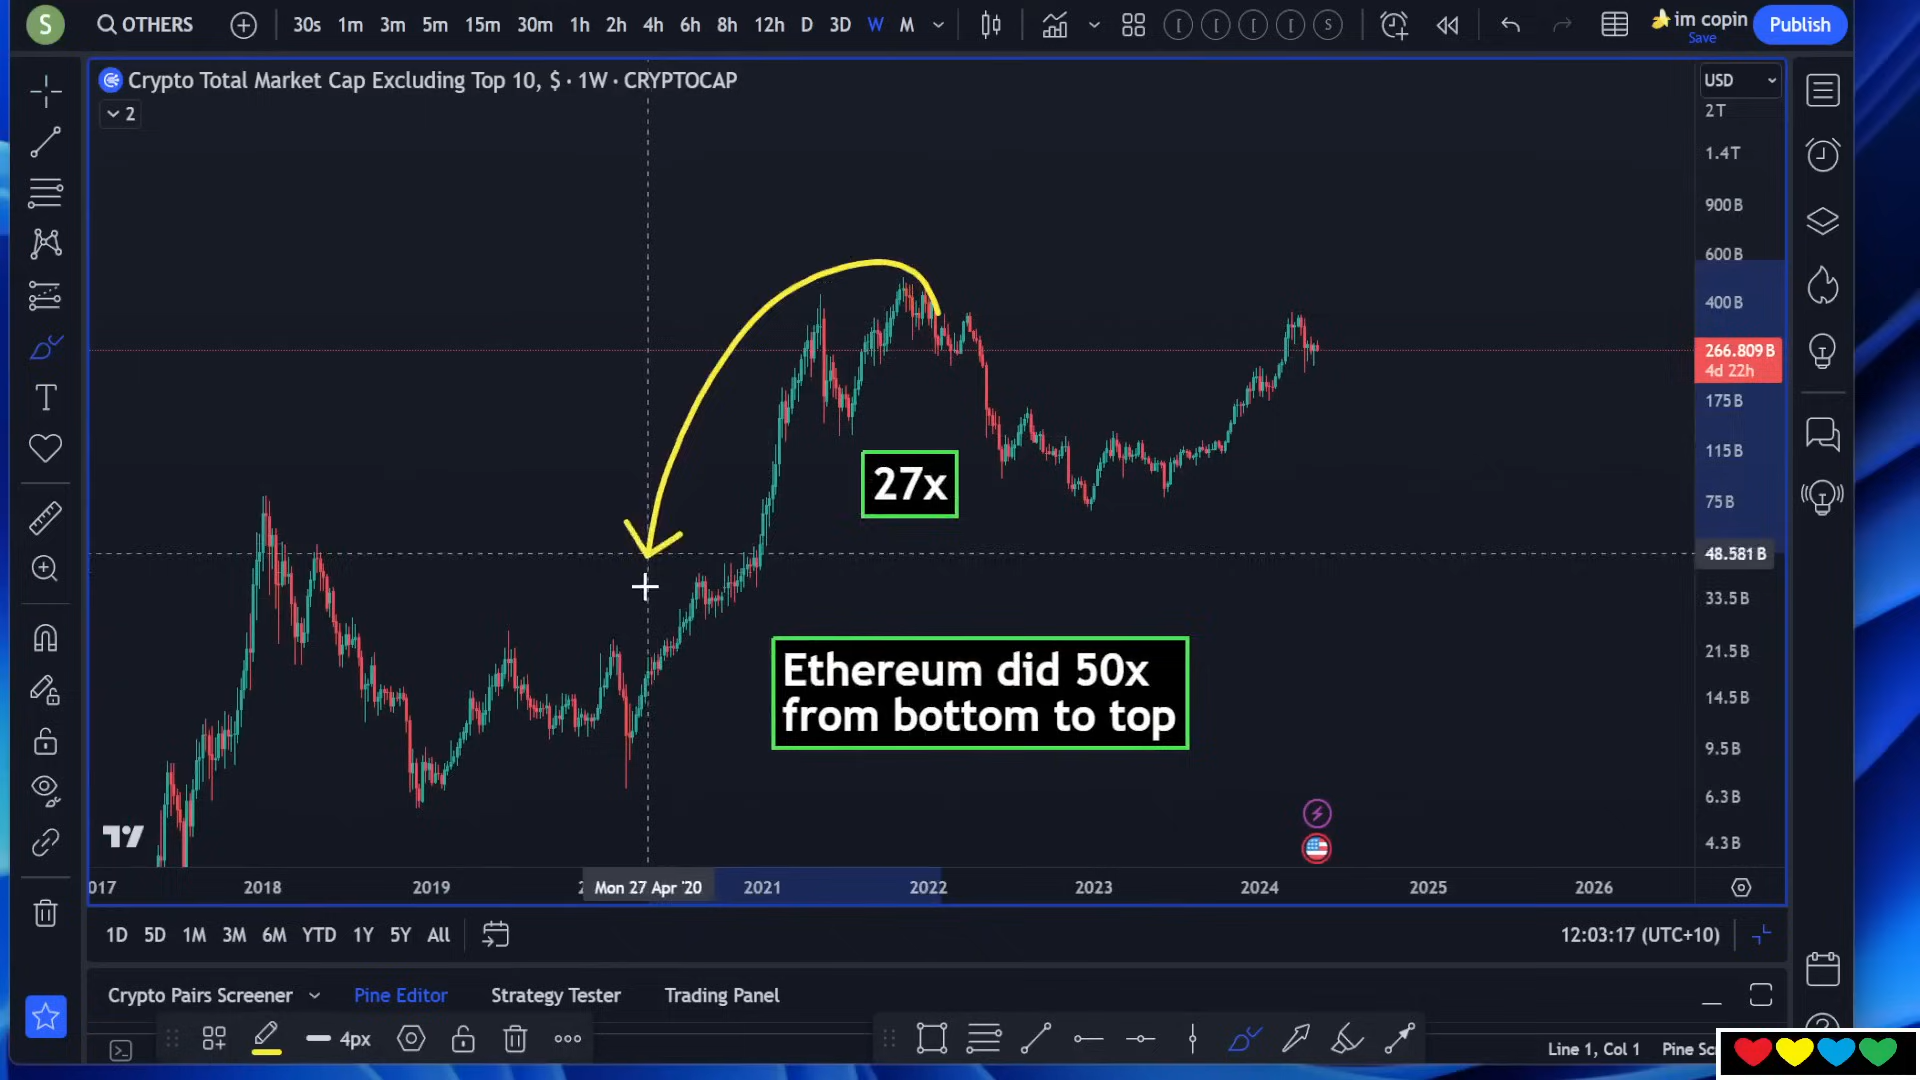 S
OTHERS
30s 1m 3m 5m 15m 30m 1h 2h 4h 6h 8h 12h D 3D W M
S
im copin
Save
Publish
Crypto Total Market Cap Excluding Top 10, $ · 1W · CRYPTOCAP
2
USD
2T
1.4T
900B
600B
400B
266.809B
4d 22h
175B
115B
75B
48.581B
33.5B
21.5B
14.5B
9.5B
6.3B
4.3B
27x
Ethereum did 50x
from bottom to top
017 2018 2019 2 Mon 27 Apr '20 2021 2022 2023 2024 2025 2026
1D 5D 1M 3M 6M YTD 1Y 5Y All
12:03:17 (UTC+10)
Crypto Pairs Screener Pine Editor Strategy Tester Trading Panel
4px
Line 1, Col 1 Pine Sc